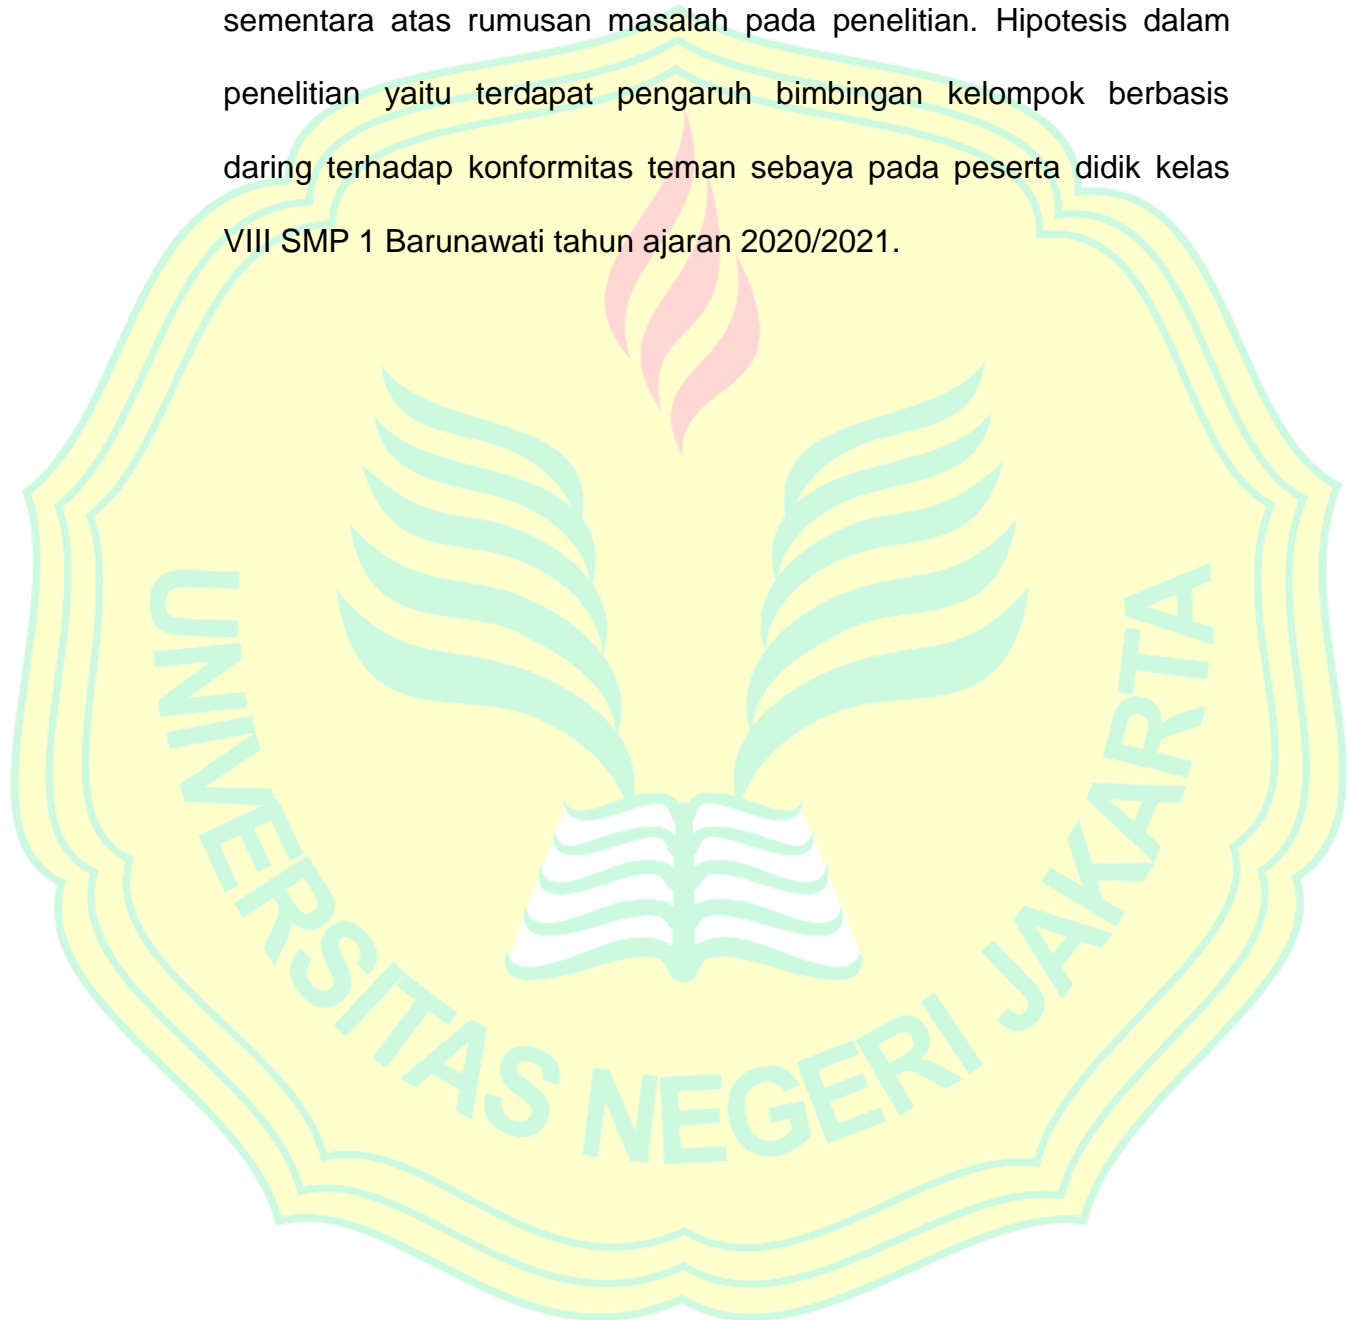 sementara atas rumusan masalah pada penelitian. Hipotesis dalam
penelitian yaitu terdapat pengaruh bimbingan kelompok berbasis
daring terhadap konformitas teman sebaya pada peserta didik kelas
VIII SMP 1 Barunawati tahun ajaran 2020/2021.
UNIVERSITAS NEGERI JAKARTA